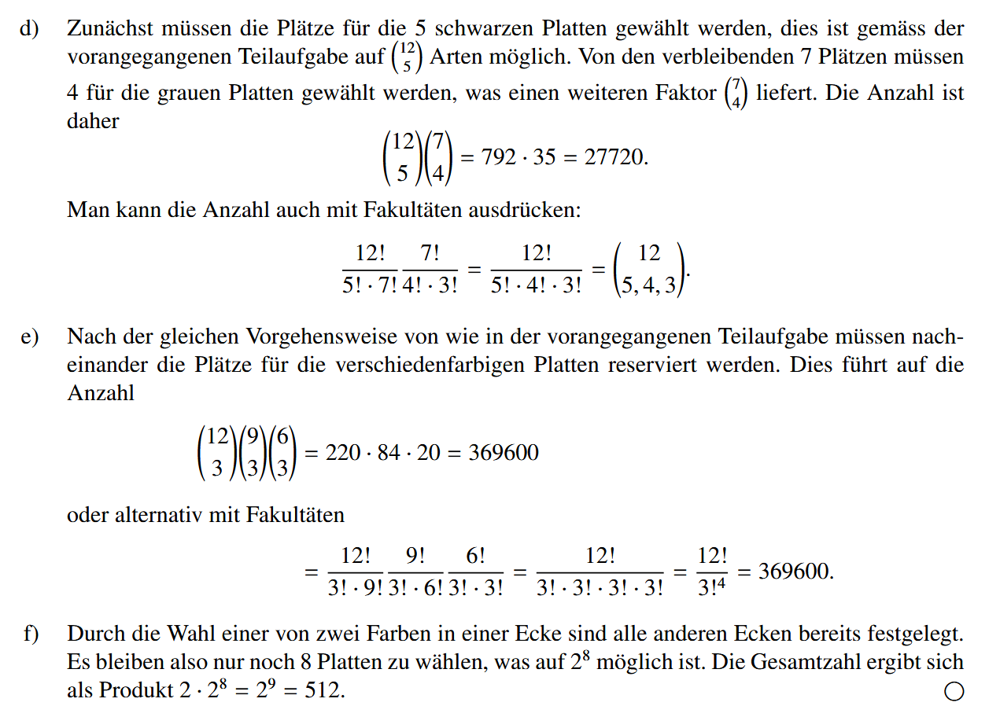 d) Zunächst müssen die Plätze für die 5 schwarzen Platten gewählt werden, dies ist gemäss der
vorangegangenen Teilaufgabe auf $\binom{12}{5}$ Arten möglich. Von den verbleibenden 7 Plätzen müssen
4 für die grauen Platten gewählt werden, was einen weiteren Faktor $\binom{7}{4}$ liefert. Die Anzahl ist
daher
$\binom{12}{5}\binom{7}{4} = 792 \cdot 35 = 27720.$
Man kann die Anzahl auch mit Fakultäten ausdrücken:
$\frac{12!}{5! \cdot 7!} \frac{7!}{4! \cdot 3!} = \frac{12!}{5! \cdot 4! \cdot 3!} = \binom{12}{5, 4, 3}.$
e) Nach der gleichen Vorgehensweise von wie in der vorangegangenen Teilaufgabe müssen nach-
einander die Plätze für die verschiedenfarbigen Platten reserviert werden. Dies führt auf die
Anzahl
$\binom{12}{3}\binom{9}{3}\binom{6}{3} = 220 \cdot 84 \cdot 20 = 369600$
oder alternativ mit Fakultäten
$= \frac{12!}{3! \cdot 9!} \frac{9!}{3! \cdot 6!} \frac{6!}{3! \cdot 3!} = \frac{12!}{3! \cdot 3! \cdot 3! \cdot 3!} = \frac{12!}{3!^4} = 369600.$
f) Durch die Wahl einer von zwei Farben in einer Ecke sind alle anderen Ecken bereits festgelegt.
Es bleiben also nur noch 8 Platten zu wählen, was auf $2^8$ möglich ist. Die Gesamtzahl ergibt sich
als Produkt $2 \cdot 2^8 = 2^9 = 512.$ ○